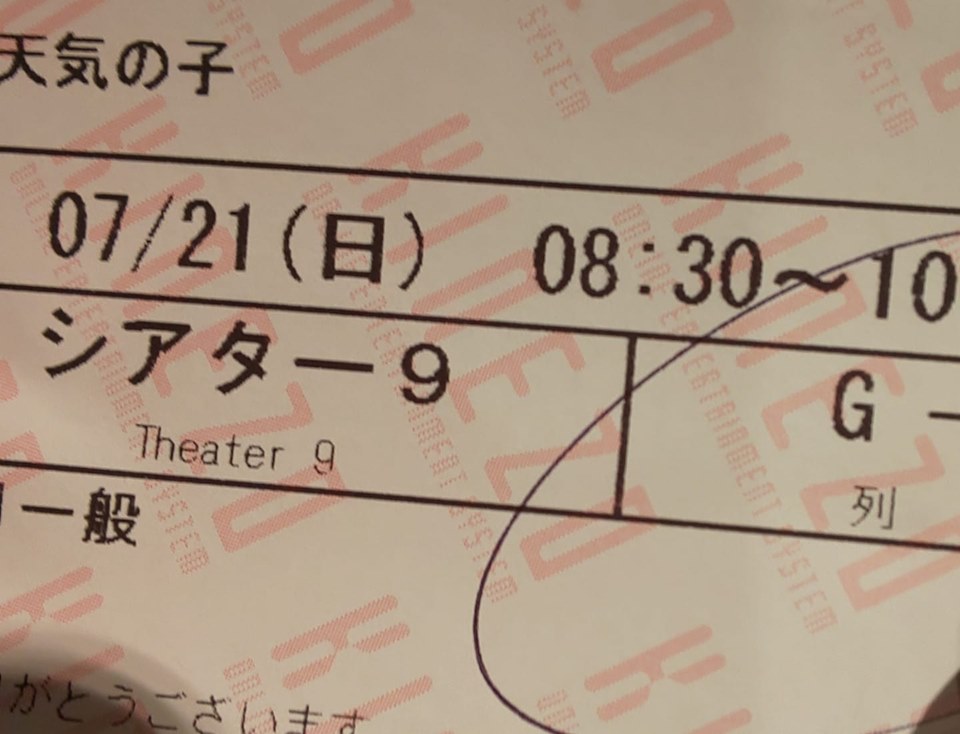 天気の子
07/21(日) 08:30～10
シアター9 G -
Theater 9 列
一般
がとうございます